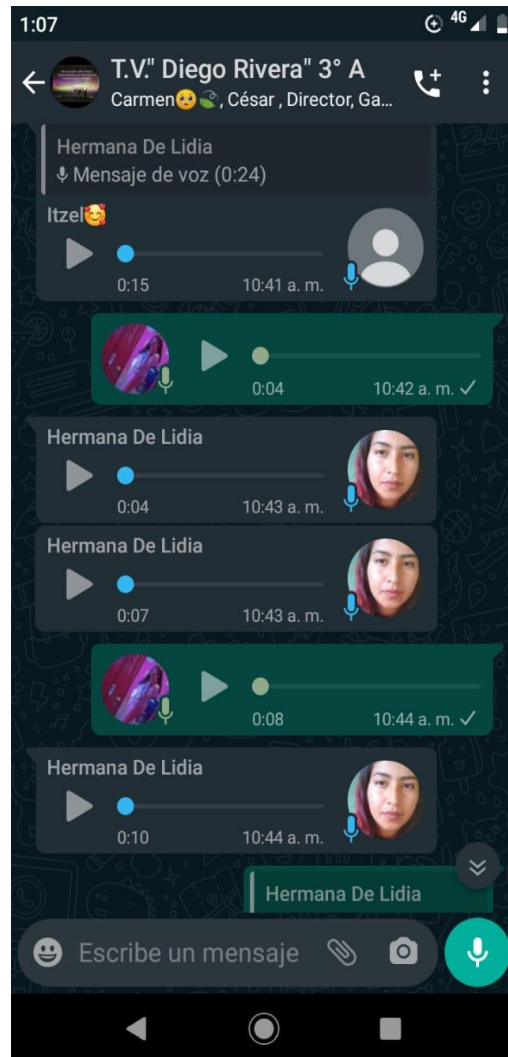 1:07
4G
T.V." Diego Rivera" 3° A
Carmen🥺🍃, César , Director, Ga...
Hermana De Lidia
Mensaje de voz (0:24)
Itzel🥰
0:15 10:41 a. m.
0:04 10:42 a. m.
Hermana De Lidia
0:04 10:43 a. m.
Hermana De Lidia
0:07 10:43 a. m.
0:08 10:44 a. m.
Hermana De Lidia
0:10 10:44 a. m.
Hermana De Lidia
Escribe un mensaje